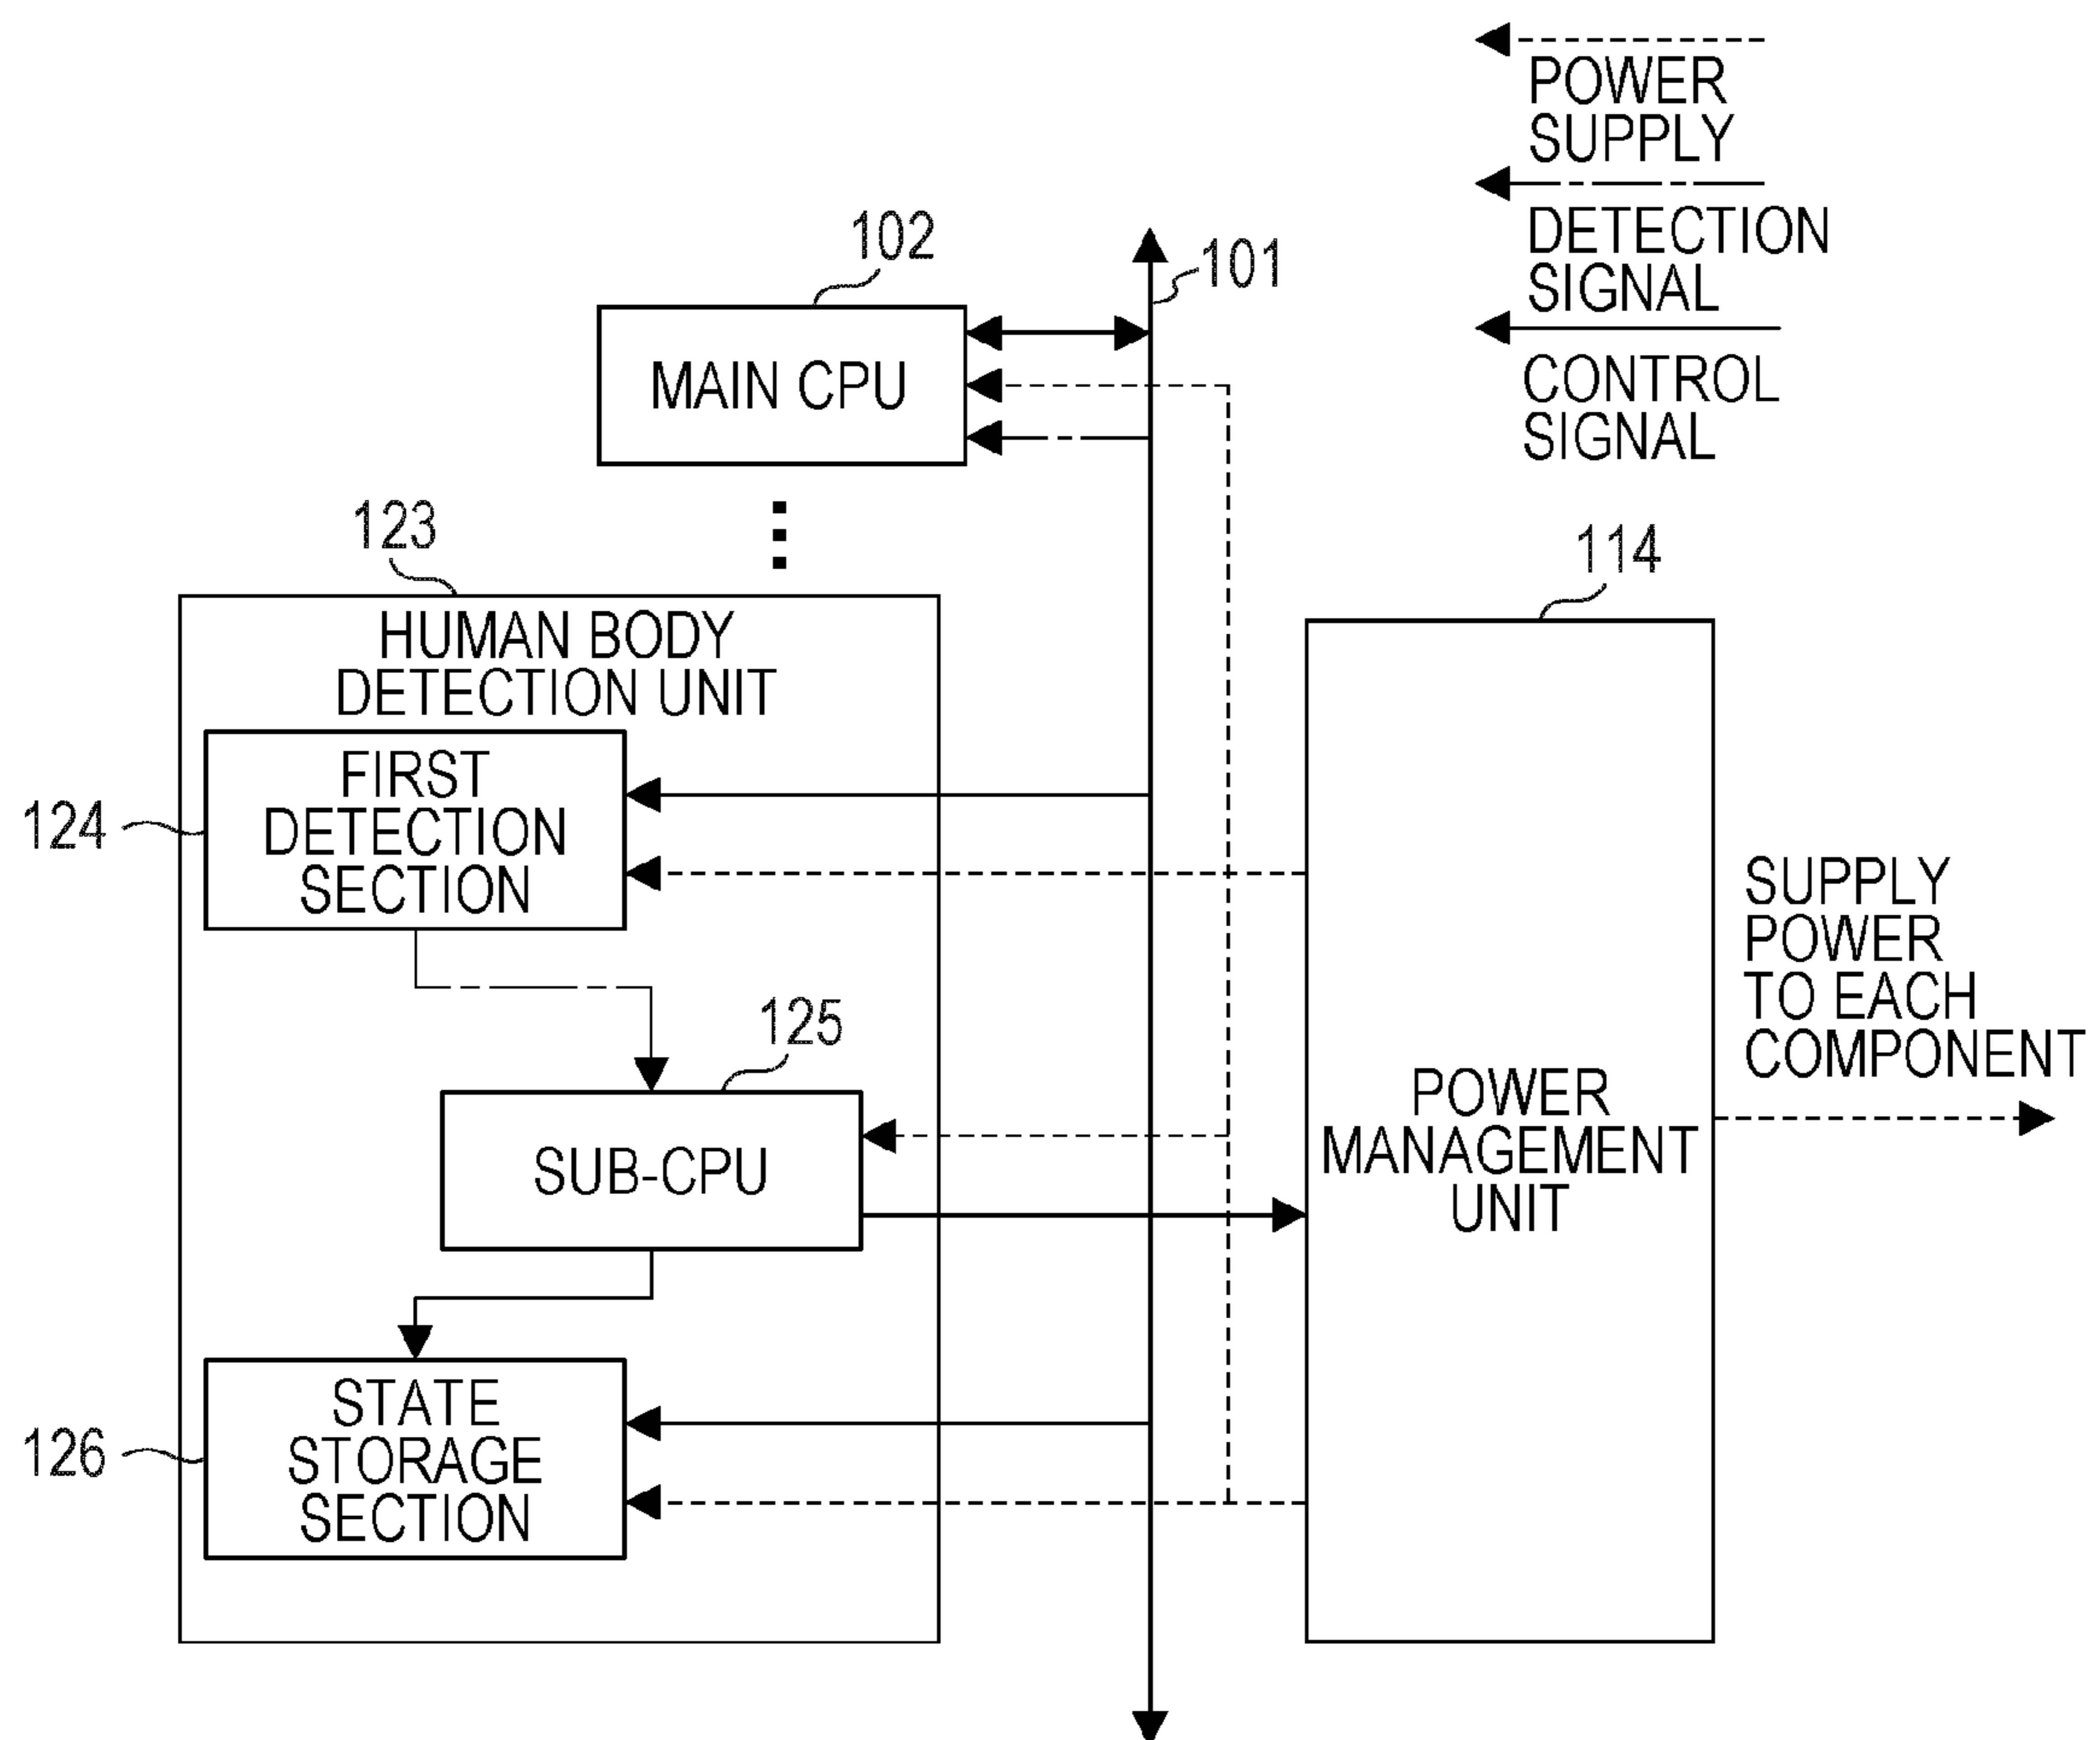 POWER
SUPPLY
DETECTION
SIGNAL
CONTROL
SIGNAL
102
101
MAIN CPU
123
114
HUMAN BODY
DETECTION UNIT
FIRST
DETECTION
SECTION
124
SUPPLY
POWER
TO EACH
COMPONENT
125
SUB-CPU
POWER
MANAGEMENT
UNIT
STATE
STORAGE
SECTION
126